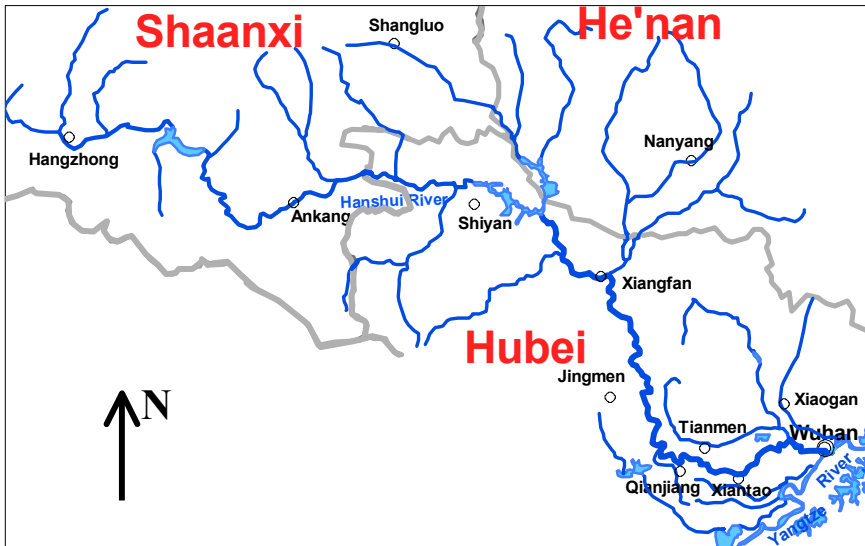 Shaanxi
He'nan
Shangluo
Hangzhong
Nanyang
Ankang
Hanshui River
Shiyan
Xiangfan
Hubei
Jingmen
N
Xiaogan
Tianmen
Wuhan
Qianjiang
Xiantao
Yangtze River